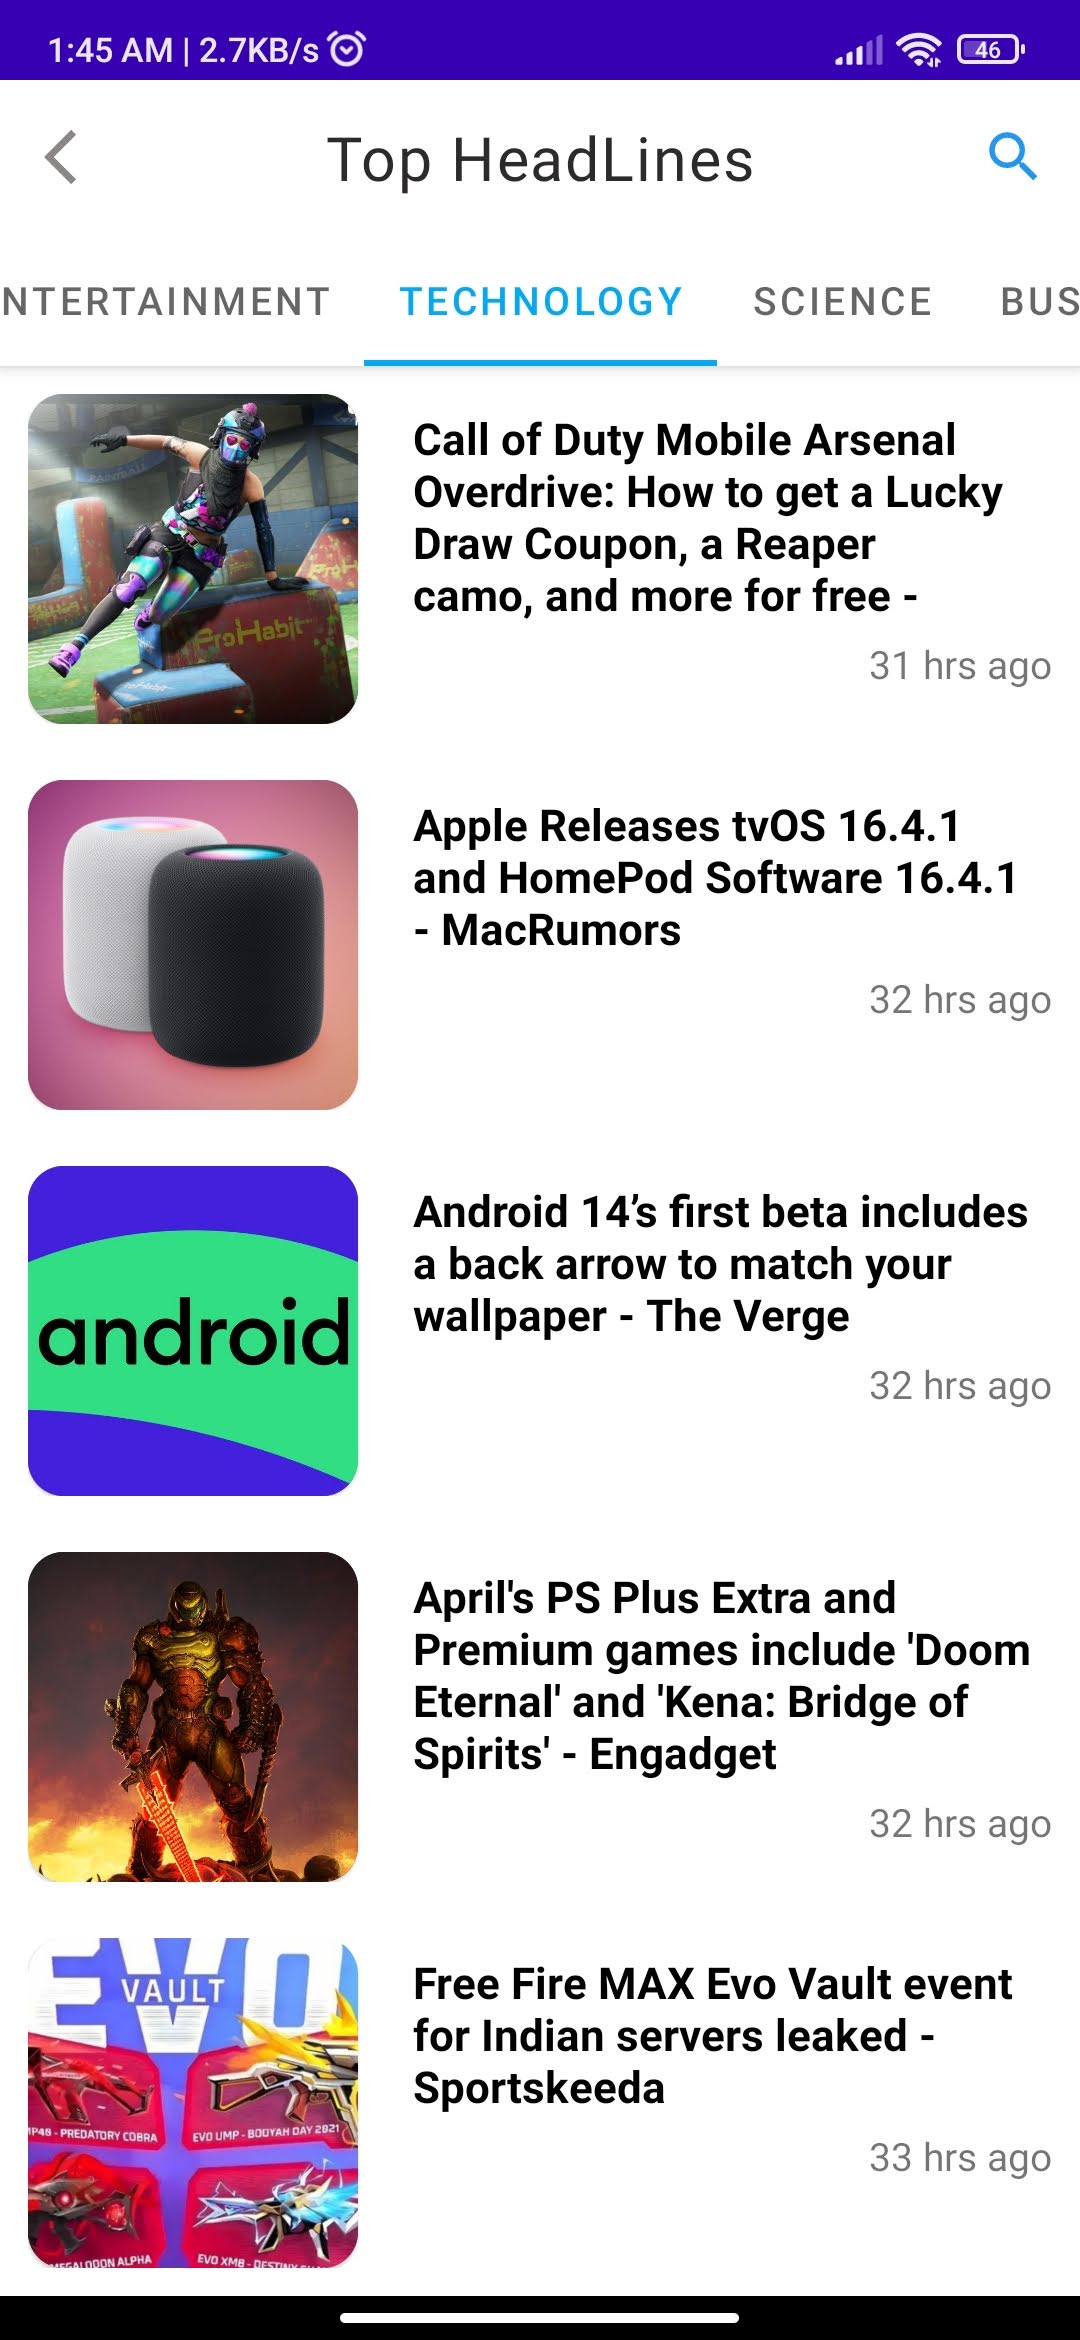 1:45 AM | 2.7KB/s
46
Top HeadLines
NTERTAINMENT
TECHNOLOGY
SCIENCE
BUS
ProHabit
Call of Duty Mobile Arsenal
Overdrive: How to get a Lucky
Draw Coupon, a Reaper
camo, and more for free -
31 hrs ago
Apple Releases tvOS 16.4.1
and HomePod Software 16.4.1
- MacRumors
32 hrs ago
android
Android 14’s first beta includes
a back arrow to match your
wallpaper - The Verge
32 hrs ago
April's PS Plus Extra and
Premium games include 'Doom
Eternal' and 'Kena: Bridge of
Spirits' - Engadget
32 hrs ago
EVO
VAULT
MP40 - PREDATORY COBRA
EVO UMP - BOOYAH DAY 2021
MEGALODON ALPHA
EVO XM8 - DESTINY
Free Fire MAX Evo Vault event
for Indian servers leaked -
Sportskeeda
33 hrs ago